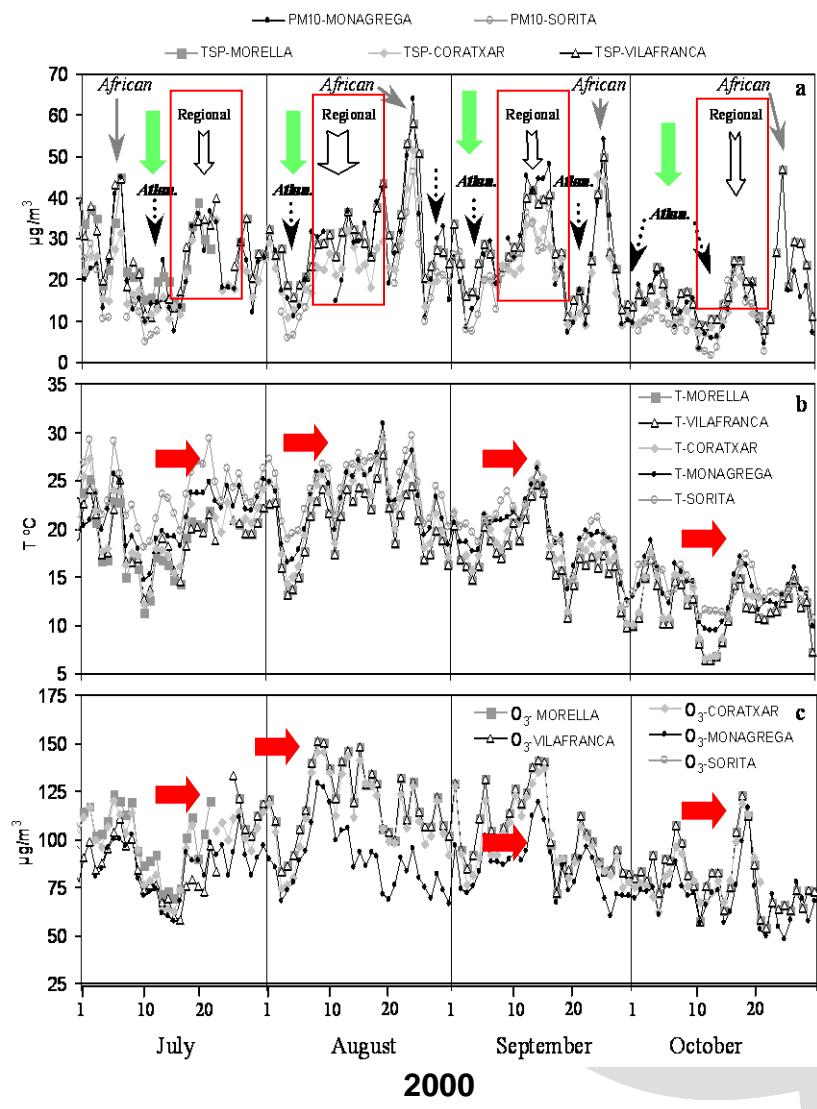 PM10-MONAGREGA PM10-SORITA
TSP-MORELLA TSP-CORATXAR TSP-VILAFRANCA
a
70
60
50
40
30
20
10
0
µg/m³
African African African African
Regional Regional Regional Regional
Atlan. Atlan. Atlan. Atlan. Atlan.
b
35
30
25
20
15
10
5
T ºC
T-MORELLA
T-VILAFRANCA
T-CORATXAR
T-MONAGREGA
T-SORITA
c
175
150
125
100
75
50
25
µg/m³
O₃-MORELLA
O₃-VILAFRANCA
O₃-CORATXAR
O₃-MONAGREGA
O₃-SORITA
1 10 20 1 10 20 1 10 20 1 10 20
July August September October
2000